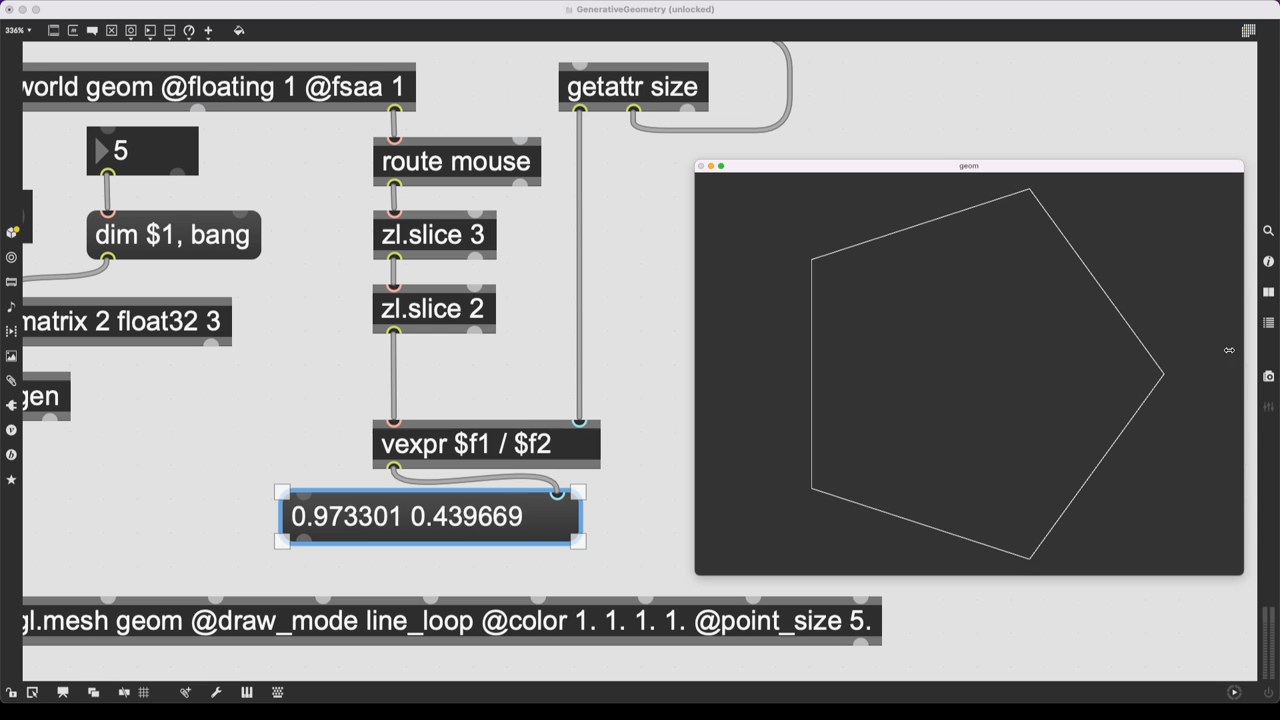 GenerativeGeometry (unlocked)
336%
world geom @floating 1 @fsaa 1
getattr size
5
route mouse
geom
dim $1, bang
zl.slice 3
zl.slice 2
matrix 2 float32 3
gen
vexpr $f1 / $f2
0.973301 0.439669
gl.mesh geom @draw_mode line_loop @color 1. 1. 1. 1. @point_size 5.